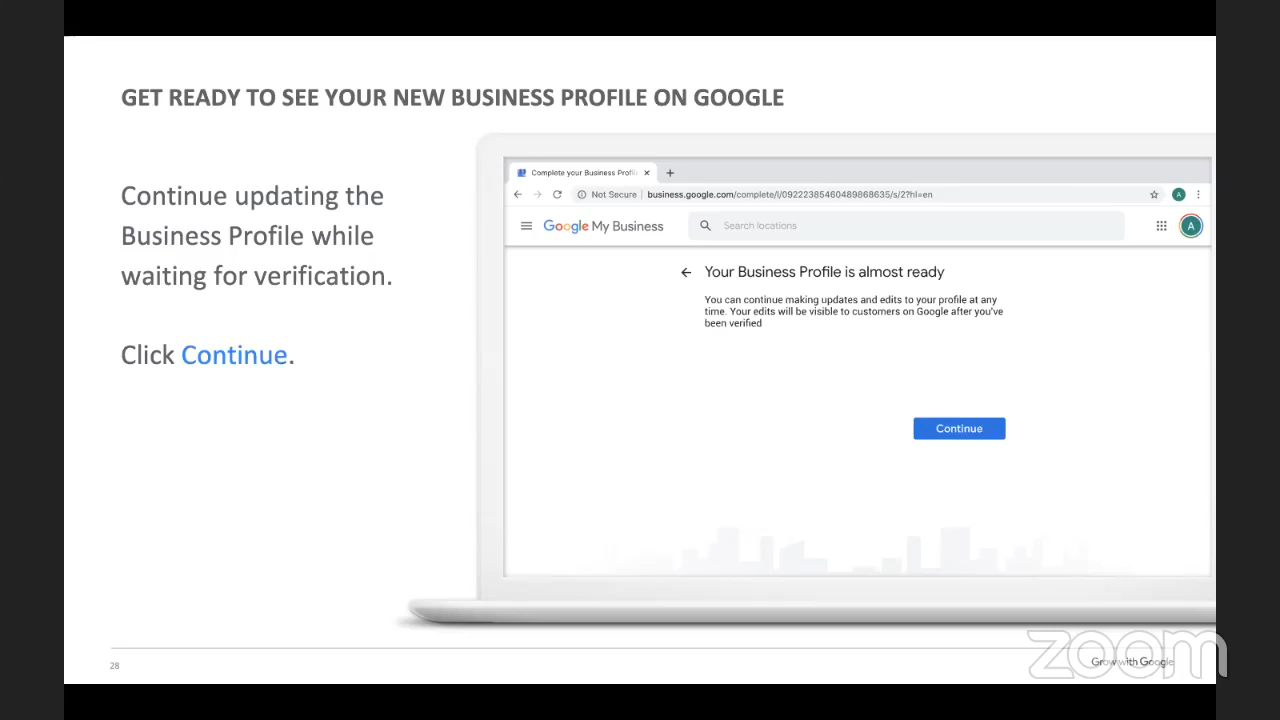 GET READY TO SEE YOUR NEW BUSINESS PROFILE ON GOOGLE
Continue updating the
Business Profile while
waiting for verification.
Click Continue.
Complete your Business Profil
Not Secure | business.google.com/complete/l/09222385460489868635/s/2?hl=en
A
Google My Business
Search locations
A
Your Business Profile is almost ready
You can continue making updates and edits to your profile at any
time. Your edits will be visible to customers on Google after you've
been verified
Continue
28
Grow with Google
zoom